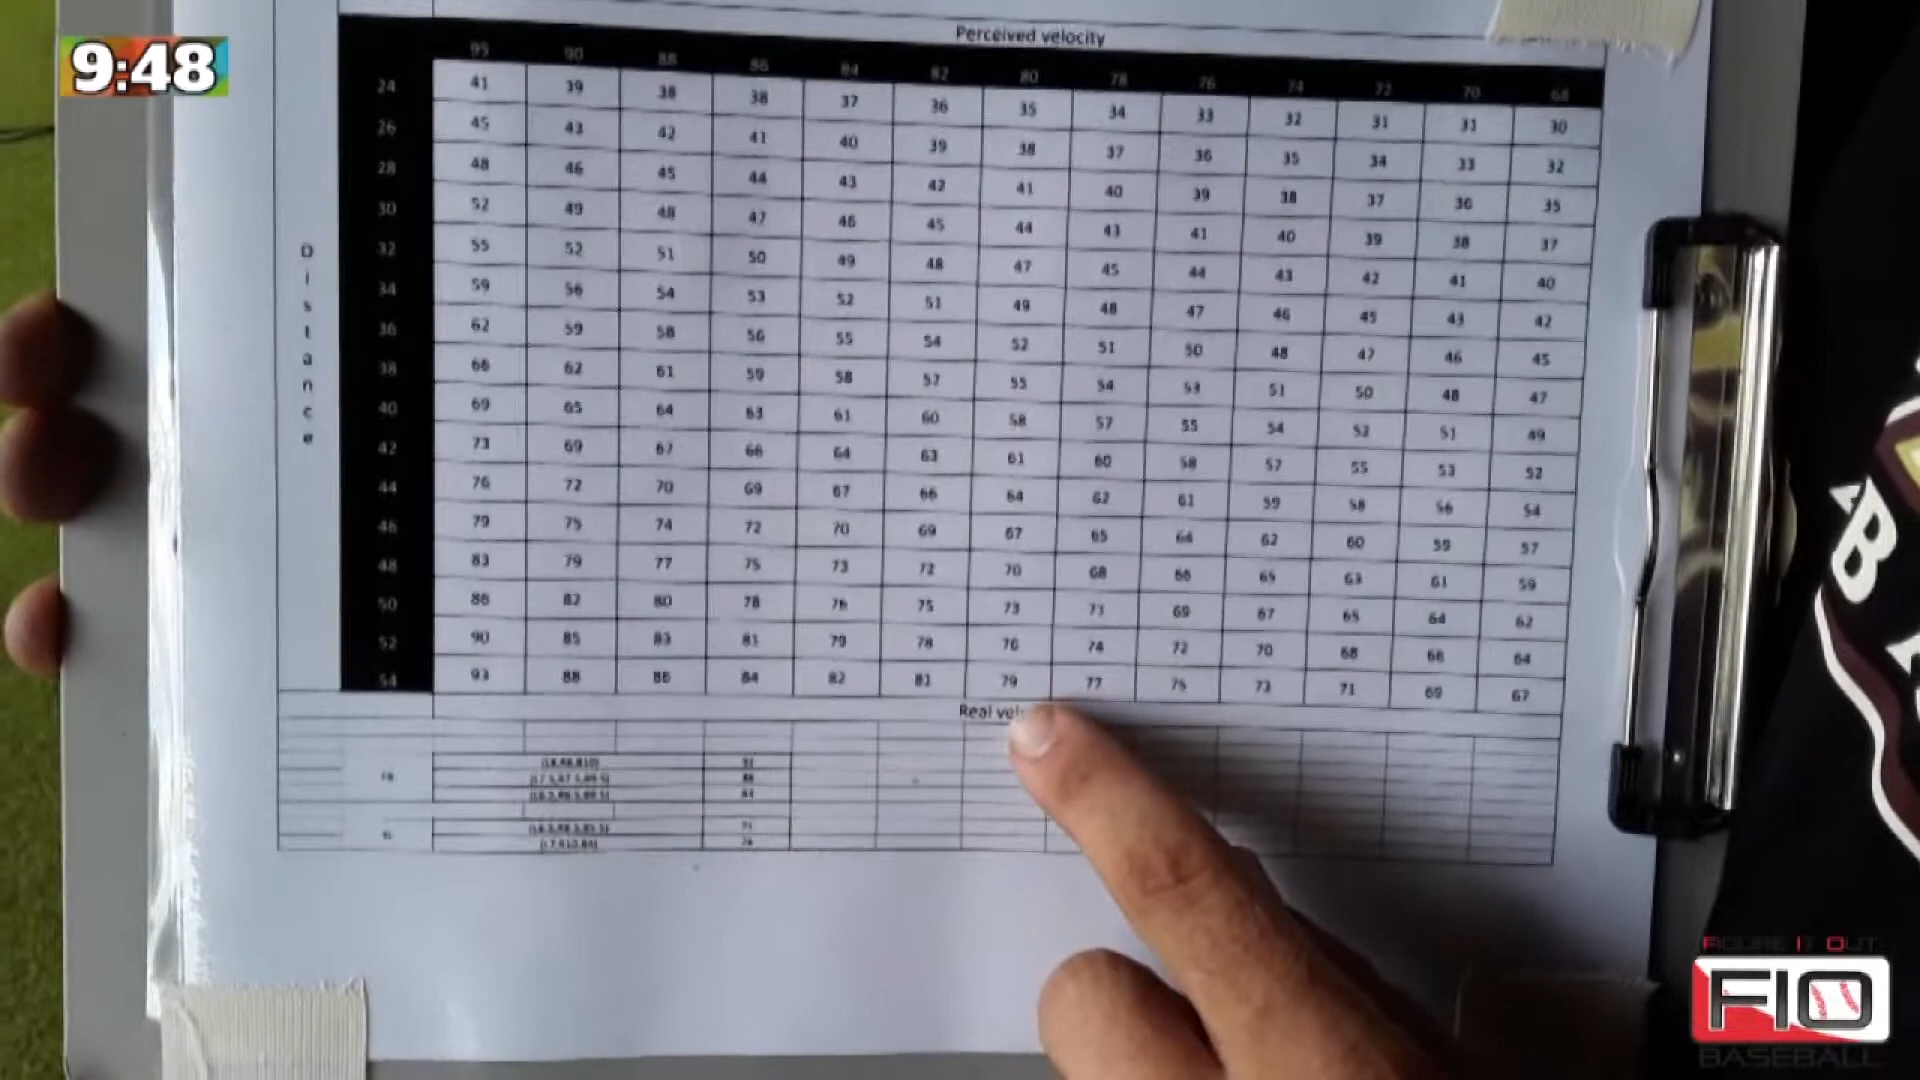 9:48
Perceived velocity
99 90 88 86 84 82 80 78 76 74 72 70 68
24 41 39 38 38 37 36 35 34 33 32 31 31 30
26 45 43 42 41 40 39 38 37 36 35 34 33 32
28 48 46 45 44 43 42 41 40 39 38 37 36 35
30 52 49 48 47 46 45 44 43 41 40 39 38 37
32 55 52 51 50 49 48 47 45 44 43 42 41 40
34 59 56 54 53 52 51 49 48 47 46 45 43 42
36 62 59 58 56 55 54 52 51 50 48 47 46 45
38 66 62 61 59 58 57 55 54 53 51 50 48 47
40 69 65 64 63 61 60 58 57 55 54 52 51 49
42 73 69 67 66 64 63 61 60 58 57 55 53 52
44 76 72 70 69 67 66 64 62 61 59 58 56 54
46 79 75 74 72 70 69 67 65 64 62 60 59 57
48 83 79 77 75 73 72 70 68 66 65 63 61 59
50 86 82 80 78 76 75 73 71 69 67 65 64 62
52 90 85 83 81 79 78 76 74 72 70 68 66 64
54 93 88 86 84 82 81 79 77 75 73 71 69 67
Distance
Real
FIGURE IT OUT
FIO
BASEBALL